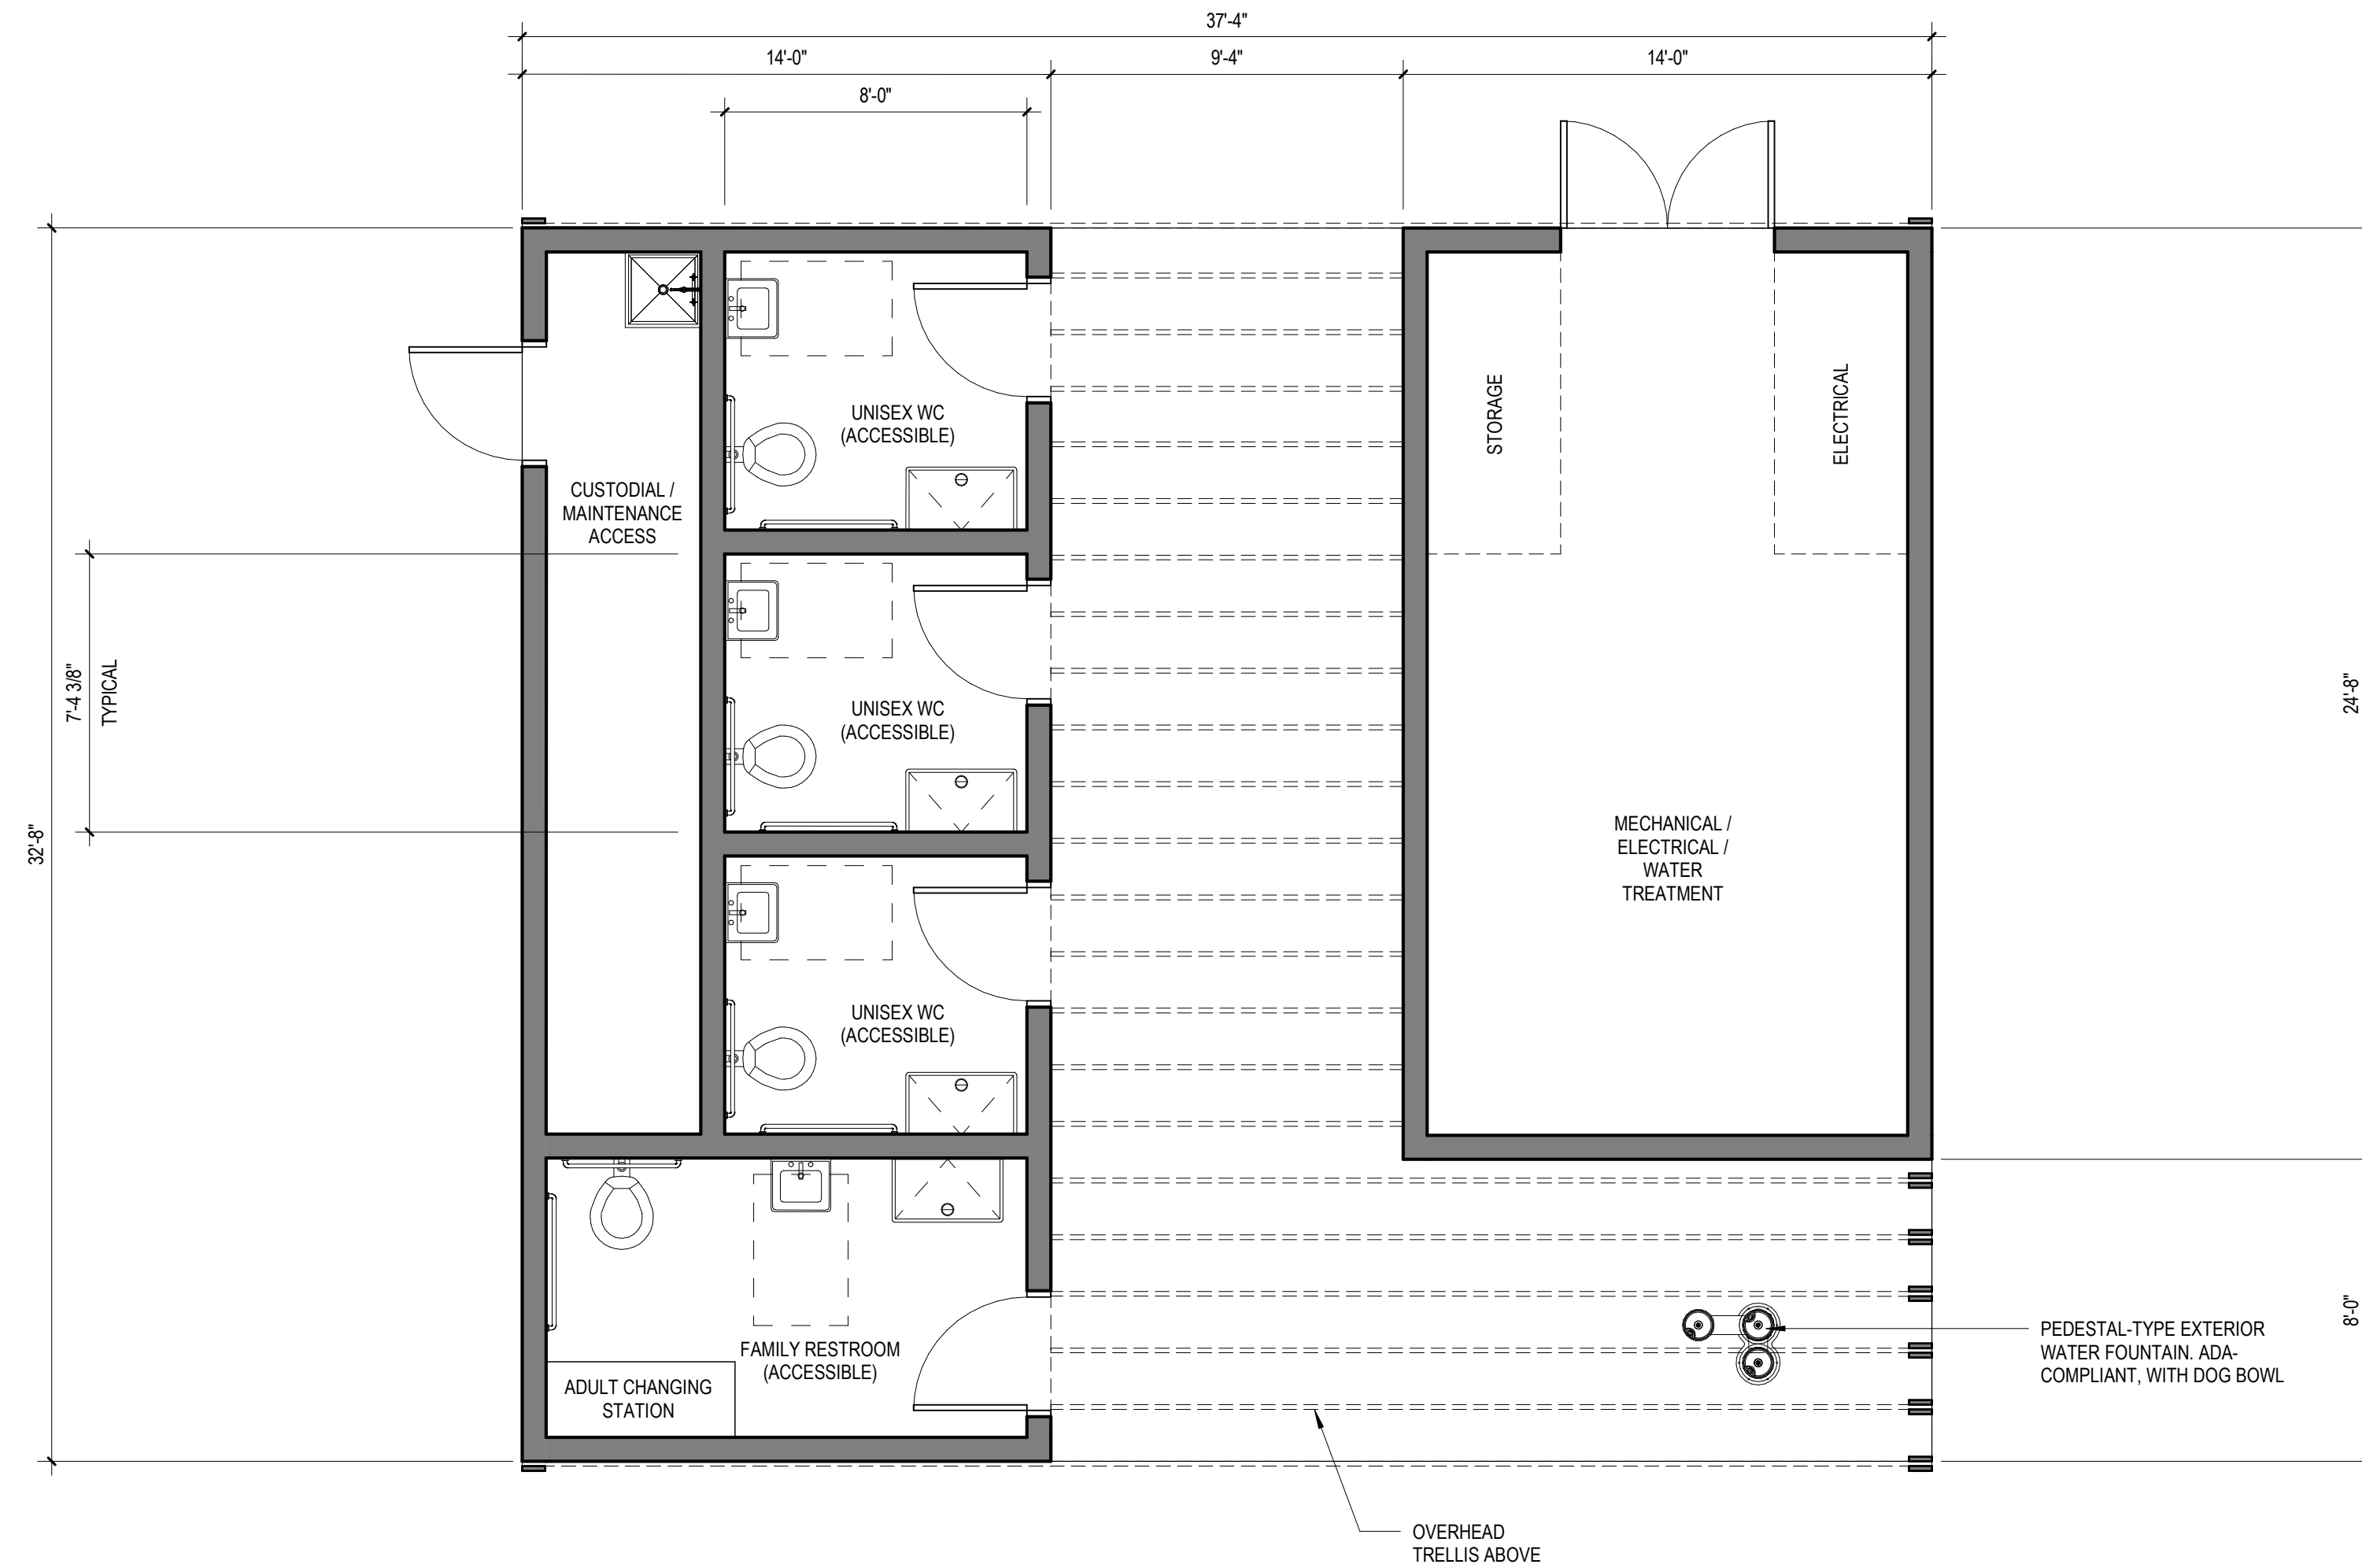 37'-4"
14'-0"
9'-4"
14'-0"
8'-0"
UNISEX WC
(ACCESSIBLE)
STORAGE
ELECTRICAL
CUSTODIAL /
MAINTENANCE
ACCESS
7'-4 3/8"
TYPICAL
UNISEX WC
(ACCESSIBLE)
24'-8"
32'-8"
MECHANICAL /
ELECTRICAL /
WATER
TREATMENT
UNISEX WC
(ACCESSIBLE)
FAMILY RESTROOM
(ACCESSIBLE)
ADULT CHANGING
STATION
8'-0"
PEDESTAL-TYPE EXTERIOR
WATER FOUNTAIN. ADA-
COMPLIANT, WITH DOG BOWL
OVERHEAD
TRELLIS ABOVE